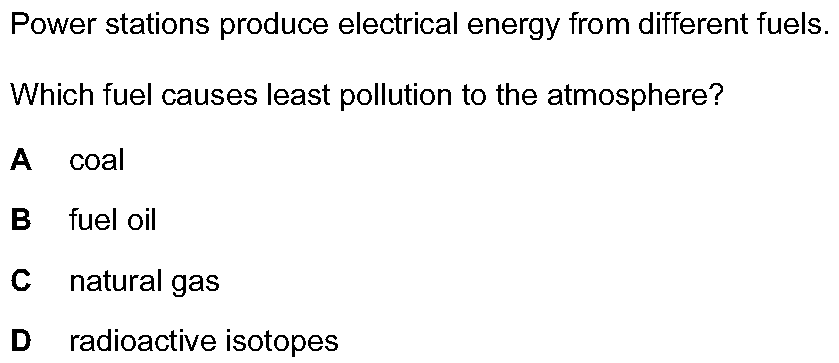 Power stations produce electrical energy from different fuels.
Which fuel causes least pollution to the atmosphere?
A coal
B fuel oil
C natural gas
D radioactive isotopes